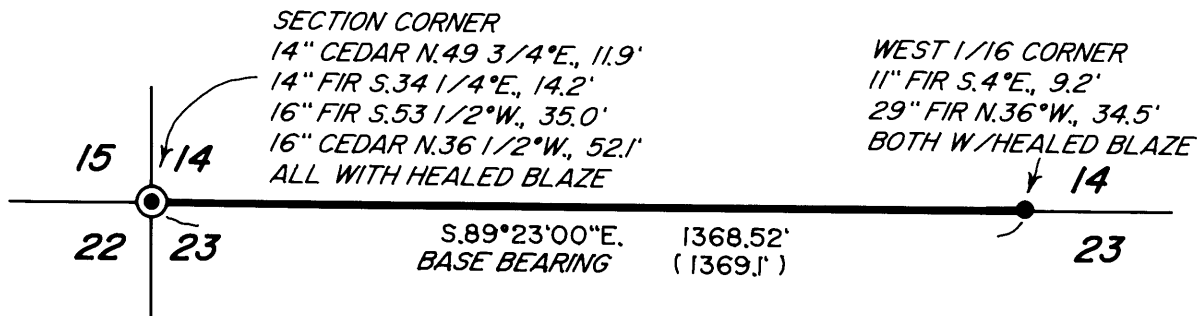 SECTION CORNER
14" CEDAR N.49 3/4°E., 11.9'
14" FIR S.34 1/4°E., 14.2'
16" FIR S.53 1/2°W., 35.0'
16" CEDAR N.36 1/2°W., 52.1'
ALL WITH HEALED BLAZE
WEST 1/16 CORNER
11" FIR S.4°E., 9.2'
29" FIR N.36°W., 34.5'
BOTH W/HEALED BLAZE
15 14
14
22 23
23
S.89°23'00"E. 1368.52'
BASE BEARING (1369.1')